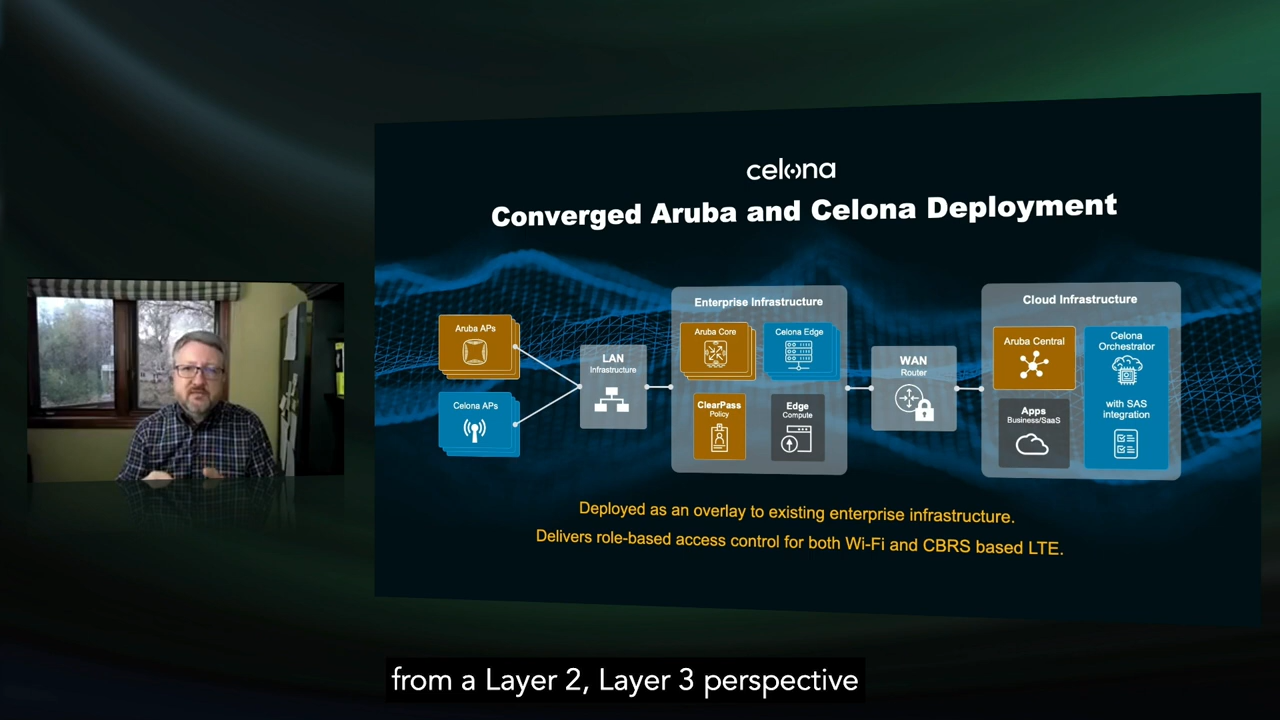 celona
Converged Aruba and Celona Deployment
Aruba APs
Celona APs
LAN
Infrastructure
Enterprise Infrastructure
Aruba Core
Celona Edge
ClearPass
Policy
Edge
Compute
WAN
Router
Cloud Infrastructure
Aruba Central
Apps
Business/SaaS
Celona
Orchestrator
with SAS
integration
Deployed as an overlay to existing enterprise infrastructure.
Delivers role-based access control for both Wi-Fi and CBRS based LTE.
from a Layer 2, Layer 3 perspective